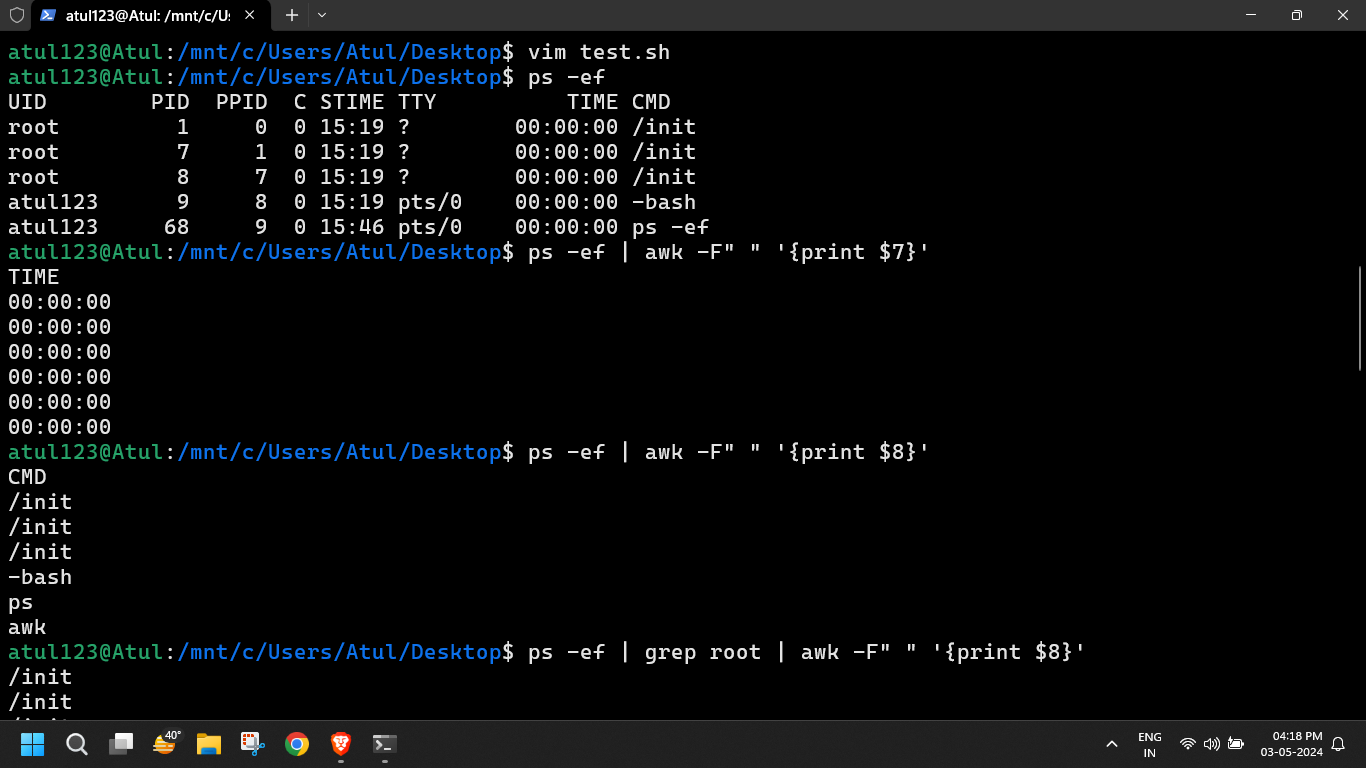 atul123@Atul: /mnt/c/U
atul123@Atul:/mnt/c/Users/Atul/Desktop$ vim test.sh
atul123@Atul:/mnt/c/Users/Atul/Desktop$ ps -ef
UID        PID  PPID  C STIME TTY          TIME CMD
root         1     0  0 15:19 ?        00:00:00 /init
root         7     1  0 15:19 ?        00:00:00 /init
root         8     7  0 15:19 ?        00:00:00 /init
atul123      9     8  0 15:19 pts/0    00:00:00 -bash
atul123     68     9  0 15:46 pts/0    00:00:00 ps -ef
atul123@Atul:/mnt/c/Users/Atul/Desktop$ ps -ef | awk -F" " '{print $7}'
TIME
00:00:00
00:00:00
00:00:00
00:00:00
00:00:00
00:00:00
atul123@Atul:/mnt/c/Users/Atul/Desktop$ ps -ef | awk -F" " '{print $8}'
CMD
/init
/init
/init
-bash
ps
awk
atul123@Atul:/mnt/c/Users/Atul/Desktop$ ps -ef | grep root | awk -F" " '{print $8}'
/init
/init
40°
ENG
IN
04:18 PM
03-05-2024